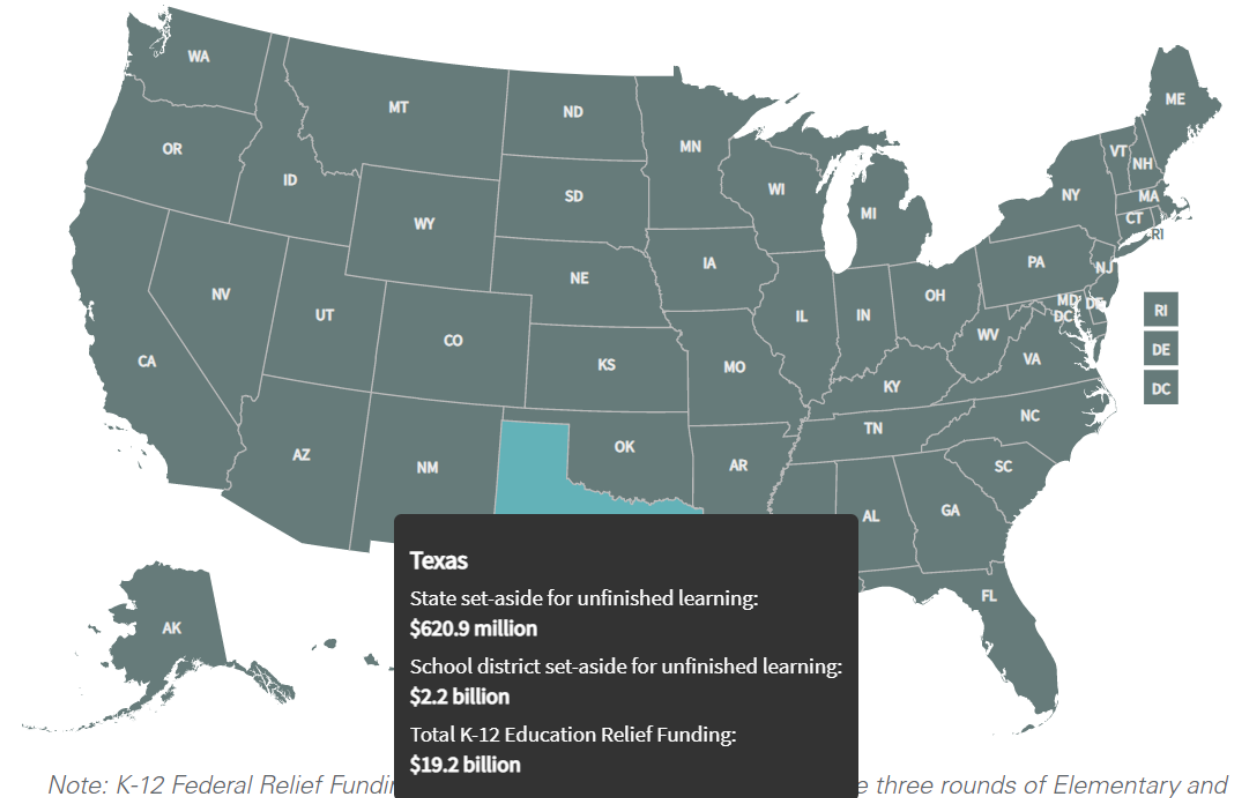 WA
MT
ND
MN
ME
OR
ID
SD
WI
MI
VT
NH
NY
MA
CT
RI
WY
IA
PA
NJ
NE
NV
UT
CO
IL
IN
OH
MD
DE
DC
RI
DE
DC
WV
VA
CA
KS
MO
KY
NC
TN
AZ
NM
OK
AR
SC
AL
GA
FL
AK
Texas
State set-aside for unfinished learning:
$620.9 million
School district set-aside for unfinished learning:
$2.2 billion
Total K-12 Education Relief Funding:
$19.2 billion
Note: K-12 Federal Relief three rounds of Elementary and